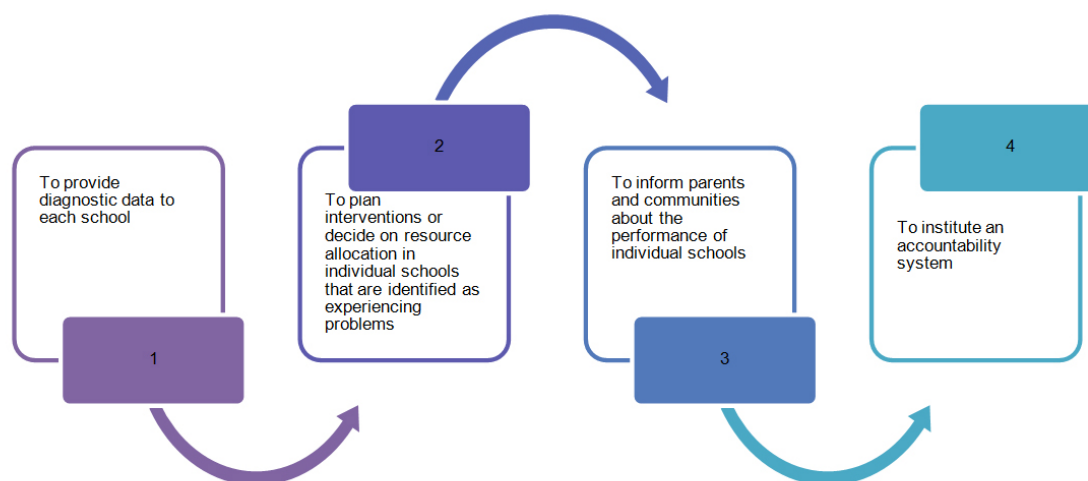 1
To provide
diagnostic data to
each school
2
To plan
interventions or
decide on resource
allocation in
individual schools
that are identified as
experiencing
problems
3
To inform parents
and communities
about the
performance of
individual schools
4
To institute an
accountability
system